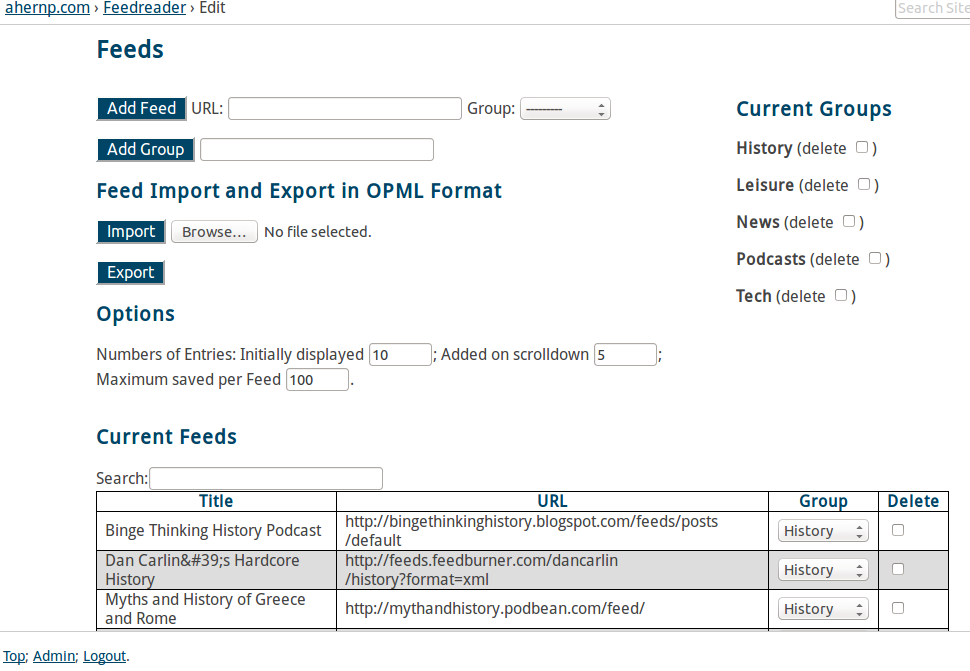 ahernp.com › Feedreader › Edit
Search Site
Feeds
Add Feed URL: Group: ---------
Add Group
Feed Import and Export in OPML Format
Import Browse... No file selected.
Export
Options
Numbers of Entries: Initially displayed 10 ; Added on scrolldown 5 ;
Maximum saved per Feed 100 .
Current Groups
History (delete )
Leisure (delete )
News (delete )
Podcasts (delete )
Tech (delete )
Current Feeds
Search:
Title URL Group Delete
Binge Thinking History Podcast http://bingethinkinghistory.blogspot.com/feeds/posts History
/default
Dan Carlin&#39;s Hardcore http://feeds.feedburner.com/dancarlin History
History /history?format=xml
Myths and History of Greece http://mythandhistory.podbean.com/feed/ History
and Rome
Top; Admin; Logout.